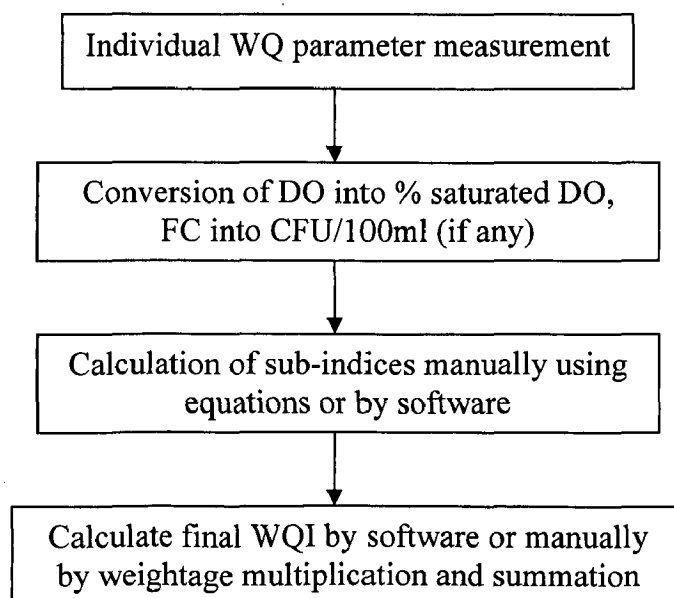 Individual WQ parameter measurement
Conversion of DO into % saturated DO,
FC into CFU/100ml (if any)
Calculation of sub-indices manually using
equations or by software
Calculate final WQI by software or manually
by weightage multiplication and summation